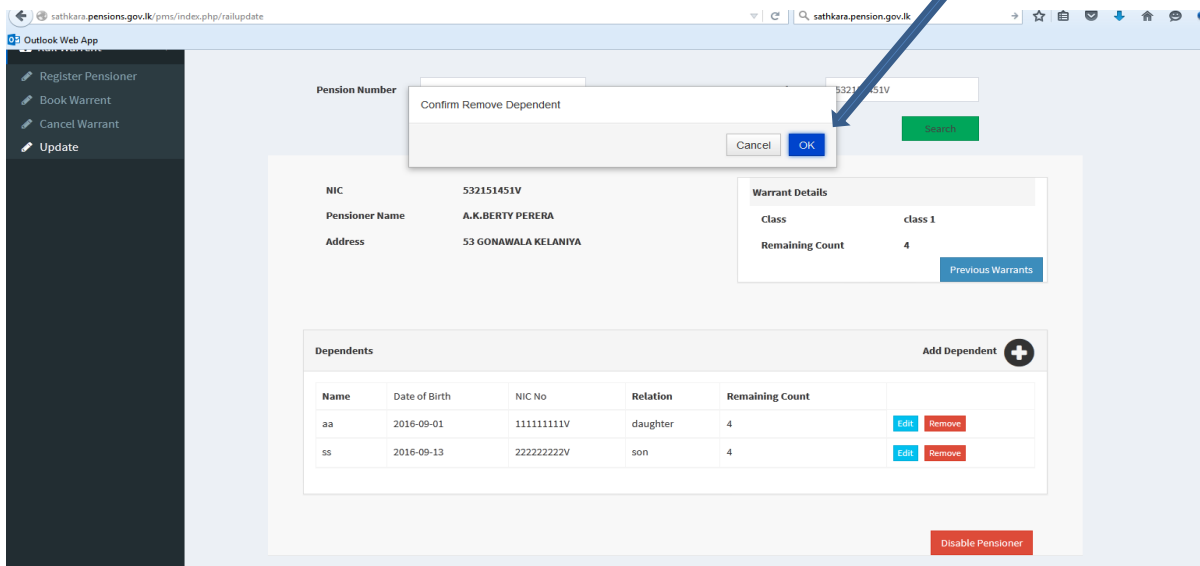 sathkara.pensions.gov.lk/pms/index.php/railupdate
sathkara.pension.gov.lk
Outlook Web App
Rail Warrent
Register Pensioner
Book Warrent
Cancel Warrant
Update
Pension Number
Confirm Remove Dependent
Cancel
OK
Search
NIC 532151451V
Pensioner Name A.K.BERTY PERERA
Address 53 GONAWALA KELANIYA
Warrant Details
Class class 1
Remaining Count 4
Previous Warrants
Dependents
Add Dependent
Name Date of Birth NIC No Relation Remaining Count
aa 2016-09-01 111111111V daughter 4 Edit Remove
ss 2016-09-13 222222222V son 4 Edit Remove
Disable Pensioner